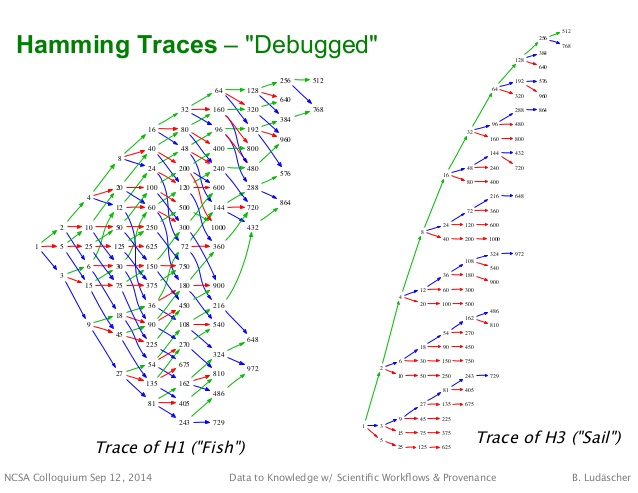 Hamming Traces – "Debugged"
256 512
64 128 640 768
32 160 320 384
16 80 96 192 960
8 40 48 400 800
24 200 240 480 576
4 20 100 120 600 288
12 60 500 144 720 864
2 10 50 300 1000 432
1 5 25 125 625 72 360
6 30 150 750
3 15 75 375 180 900
36 450 216
9 18 90 108 540
45 225 270 648
54 675 324
27 135 162 810 972
81 405 486
243 729
Trace of H1 ("Fish")
512
256 768
128 384
640
64 192 576
320 960
288 864
32 96 480
160 800
144 432
16 48 240 720
80 400
72 216 648
24 120 360
8 40 200 600 1000
108 324 972
36 180 540
4 12 60 300 900
20 100 500
162 486
54 270 810
18 90 450
2 6 30 150 750
10 50 250
81 243 729
27 135 405
675
1 3 9 45 225
15 75 375
5 25 125 625
Trace of H3 ("Sail")
NCSA Colloquium Sep 12, 2014 Data to Knowledge w/ Scientific Workflows & Provenance B. Ludäscher